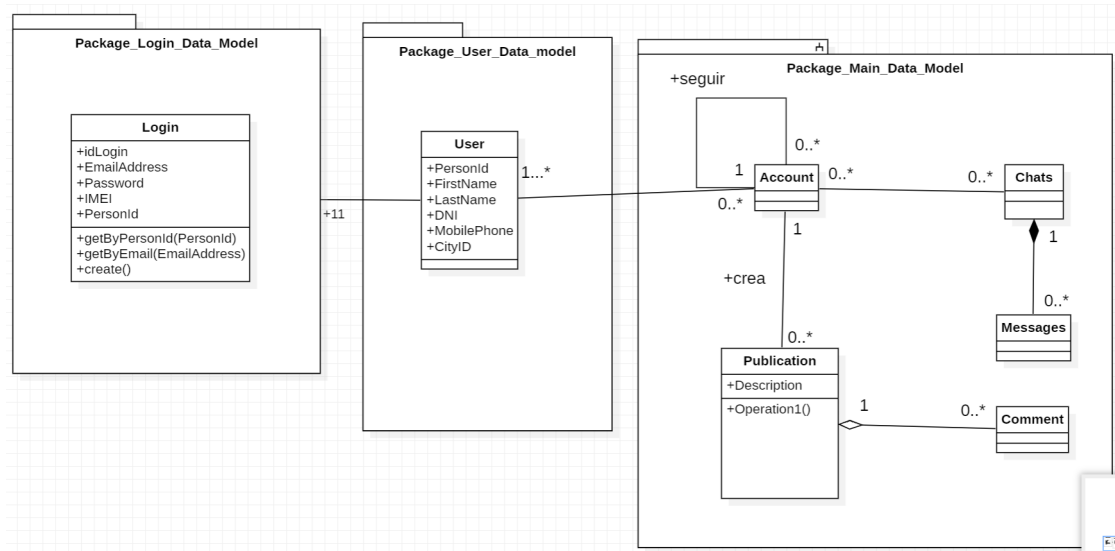 Package_Login_Data_Model
Login
+idLogin
+EmailAddress
+Password
+IMEI
+PersonId
+getByPersonId(PersonId)
+getByEmail(EmailAddress)
+create()
+11
Package_User_Data_model
User
+PersonId
+FirstName
+LastName
+DNI
+MobilePhone
+CityID
1...*
Package_Main_Data_Model
+seguir
0..*
1
Account
0..*
0..*
0..*
Chats
1
1
+crea
0..*
0..*
Messages
Publication
+Description
+Operation1()
1
0..*
Comment